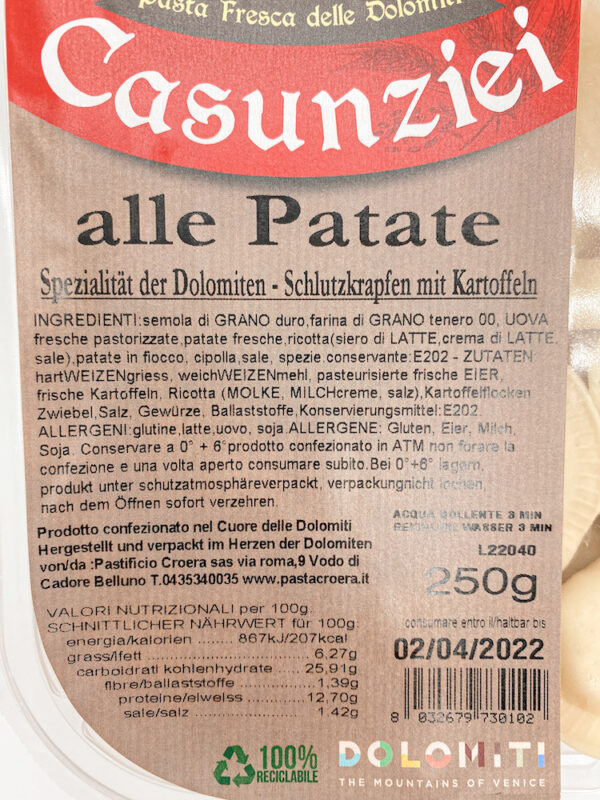 Pasta Fresca delle Dolomiti
Casunziei
alle Patate
Spezialität der Dolomiten - Schlutzkrapfen mit Kartoffeln
INGREDIENTI:semola di GRANO duro,farina di GRANO tenero 00, UOVA
fresche pastorizzate,patate fresche,ricotta(siero di LATTE,crema di LATTE,
sale),patate in fiocco, cipolla,sale, spezie.conservante:E202 - ZUTATEN
hartWEIZENgriess, weichWEIZENmehl, pasteurisierte frische EIER,
frische Kartoffeln, Ricotta (MOLKE, MILCHcreme, salz),Kartoffelflocken
Zwiebel,Salz, Gewürze, Ballaststoffe,Konservierungsmittel:E202.
ALLERGENI:glutine,latte,uovo, soja.ALLERGENE: Gluten, Eier, Milch,
Soja. Conservare a 0° + 6°prodotto confezionato in ATM non forare la
confezione e una volta aperto consumare subito.Bei 0°+6° lagern,
produkt unter schutzatmosphäreverpackt, verpackungnicht lochen,
nach dem Öffnen sofort verzehren.
ACQUA BOLLENTE 3 MIN
WASSER 3 MIN
Prodotto confezionato nel Cuore delle Dolomiti
Hergestellt und verpackt im Herzen der Dolomiten
von/da :Pastificio Croera sas via roma,9 Vodo di
Cadore Belluno T.0435340035 www.pastacroera.it
L22040
250g
consumare entro il/haltbar bis
02/04/2022
VALORI NUTRIZIONALI per 100g:
SCHNITTLICHER NÄHRWERT für 100g:
energia/kalorien ........ 867kJ/207kcal
grassi/fett ........................... 6,27g
carboidrati kohlenhydrate ..... 25,91g
fibre/ballaststoffe ................. 1,39g
proteine/eiweiss ................ 12,70g
sale/salz ............................ 1.42g
8 032679 730102
100%
RECICLABILE
DOLOMITI
THE MOUNTAINS OF VENICE